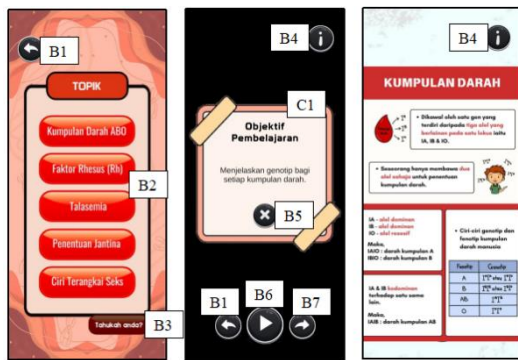 B1
TOPIK
Kumpulan Darah ABO
Faktor Rhesus (Rh)
B2
Talasemia
Penentuan Jantina
Ciri Terangkai Seks
Tahukah anda?
B3
B4
i
C1
Objektif
Pembelajaran
Menjelaskan genotip bagi
setiap kumpulan darah.
B5
B1
B6
B7
B4
i
KUMPULAN DARAH
• Dibawal oleh satu gen yang
terdiri daripada tiga alel yang
berlainan pada satu lokus iaitu
IA, IB & IO.
• Seseorang hanya membawa dua
alel sahaja untuk penentuan
kumpulan darah.
IA - alel dominan
IB - alel dominan
IO - alel resesif
Maka,
IAIO : darah kumpulan A
IBIO : darah kumpulan B
IA & IB kodominan
terhadap satu sama
lain.
Maka,
IAIB : darah kumpulan AB
• Ciri-ciri genotip dan
fenotip kumpulan
darah manusia
Fenotip Genotip
A
B
AB
O